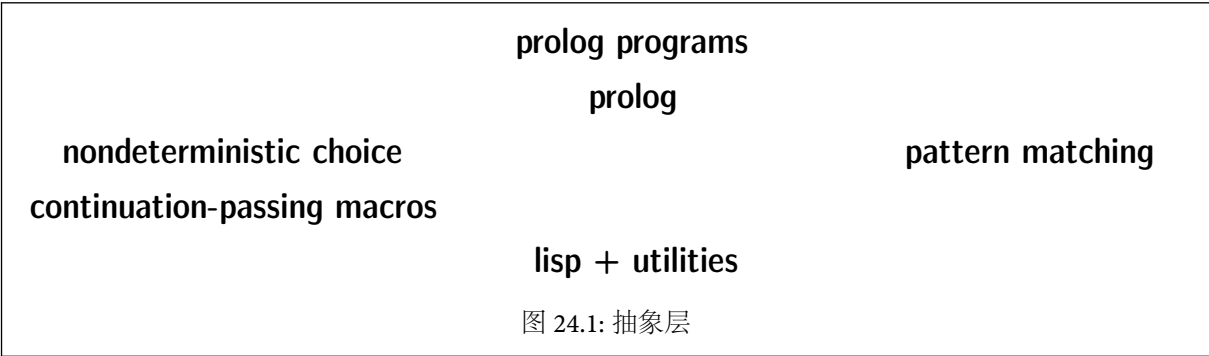 prolog programs
prolog
nondeterministic choice pattern matching
continuation-passing macros
lisp + utilities
图 24.1: 抽象层